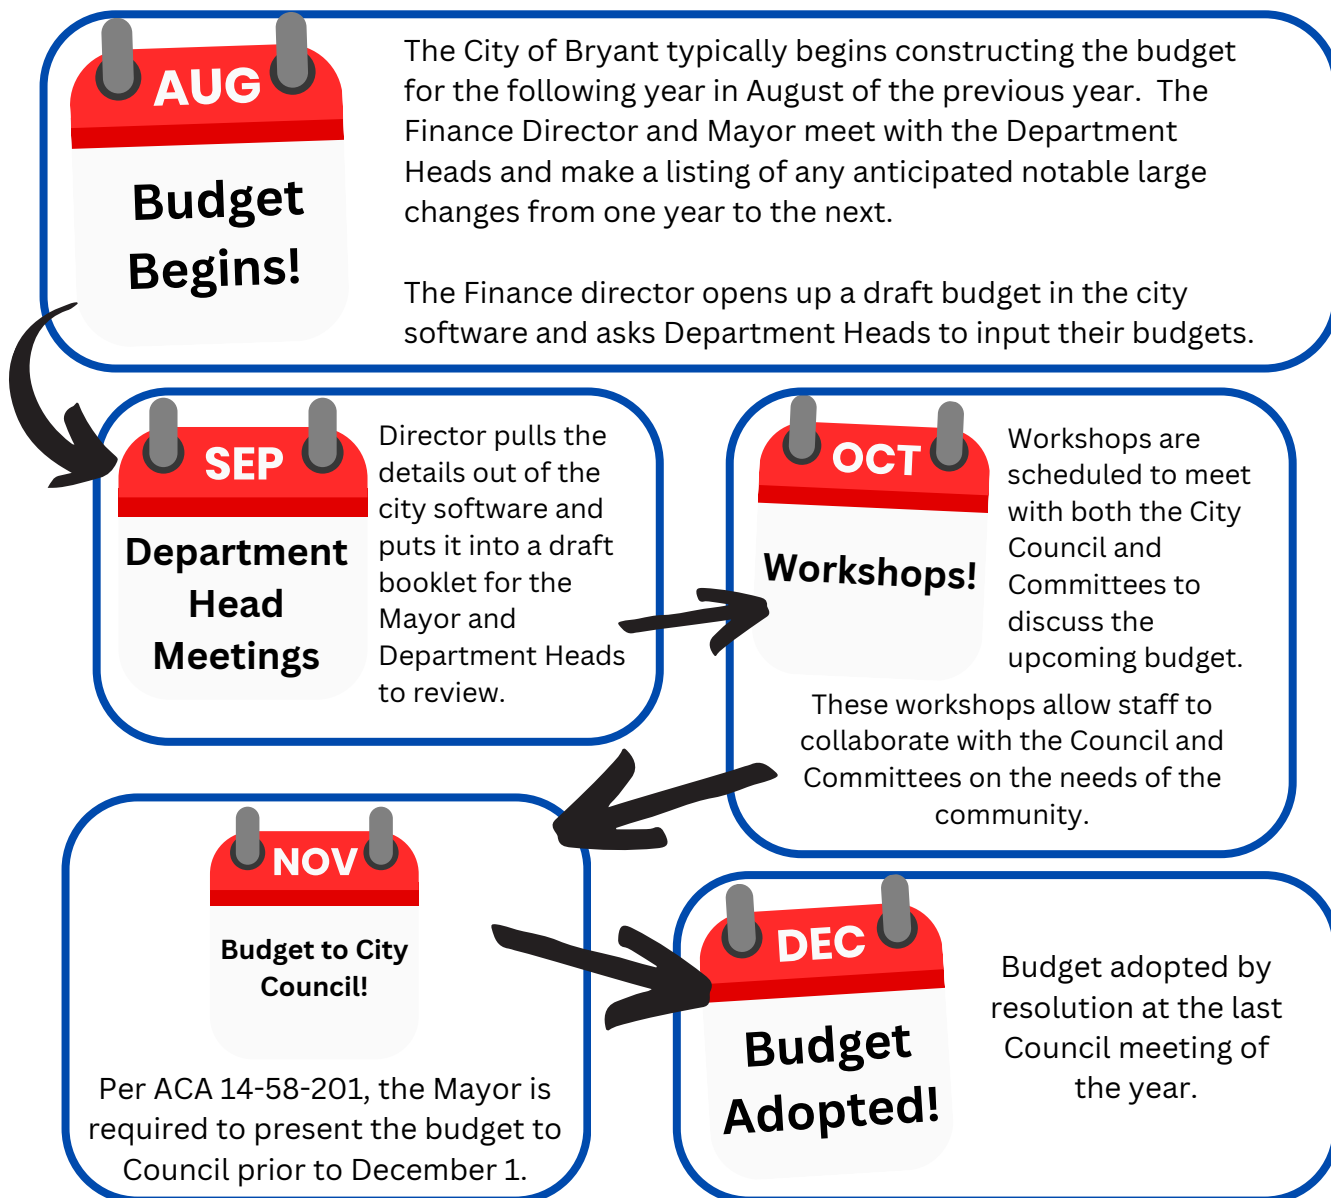 AUG
Budget
Begins!
The City of Bryant typically begins constructing the budget
for the following year in August of the previous year. The
Finance Director and Mayor meet with the Department
Heads and make a listing of any anticipated notable large
changes from one year to the next.
The Finance director opens up a draft budget in the city
software and asks Department Heads to input their budgets.
SEP
Department
Head
Meetings
Director pulls the
details out of the
city software and
puts it into a draft
booklet for the
Mayor and
Department Heads
to review.
OCT
Workshops!
Workshops are
scheduled to meet
with both the City
Council and
Committees to
discuss the
upcoming budget.
These workshops allow staff to
collaborate with the Council and
Committees on the needs of the
community.
NOV
Budget to City
Council!
Per ACA 14-58-201, the Mayor is
required to present the budget to
Council prior to December 1.
DEC
Budget
Adopted!
Budget adopted by
resolution at the last
Council meeting of
the year.